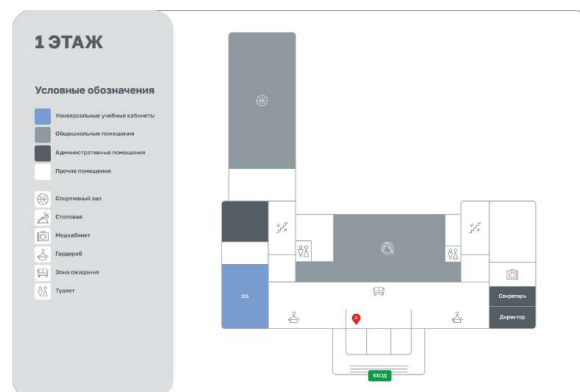 1 ЭТАЖ
Условные обозначения
Универсальные учебные кабинеты
Общешкольные помещения
Административные помещения
Прочие помещения
Спортивный зал
Столовая
Медкабинет
Гардероб
Зона ожидания
Туалет
Секретарь
Директор
ВХОД